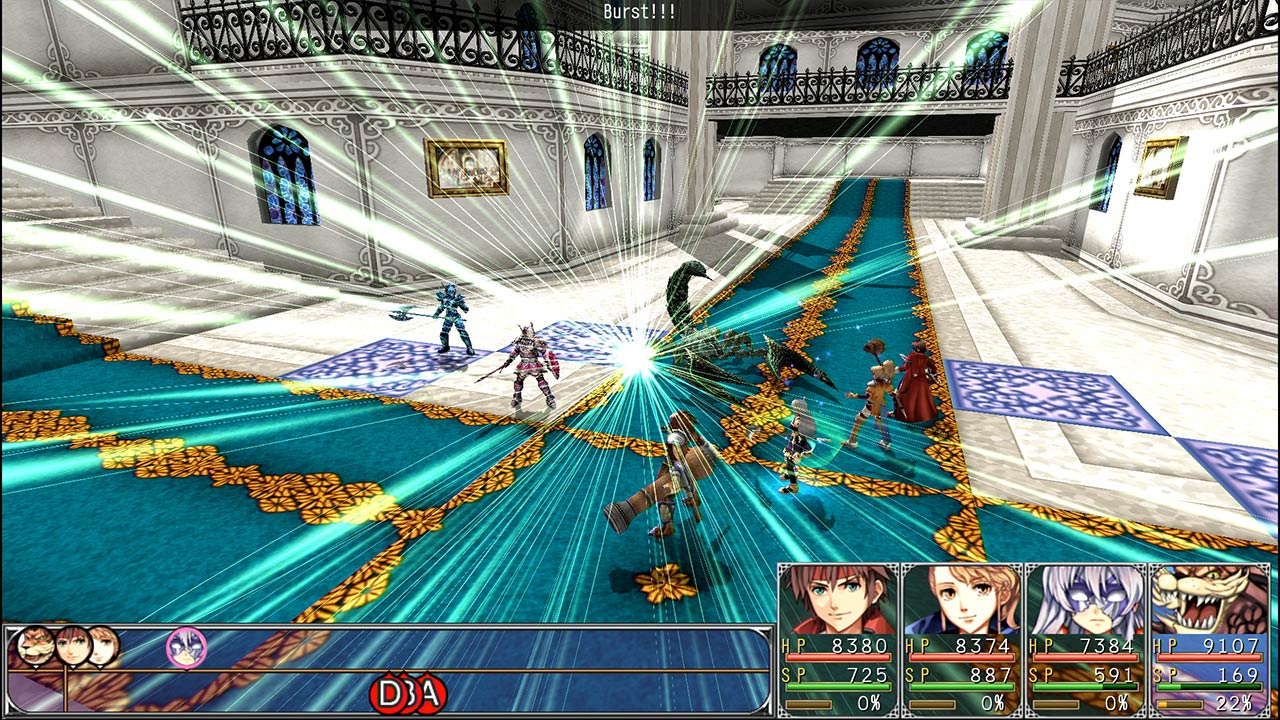 Burst!!!
HP 8380
SP 725
0%
HP 8374
SP 887
0%
HP 7384
SP 591
0%
HP 9107
SP 169
22%
D B A